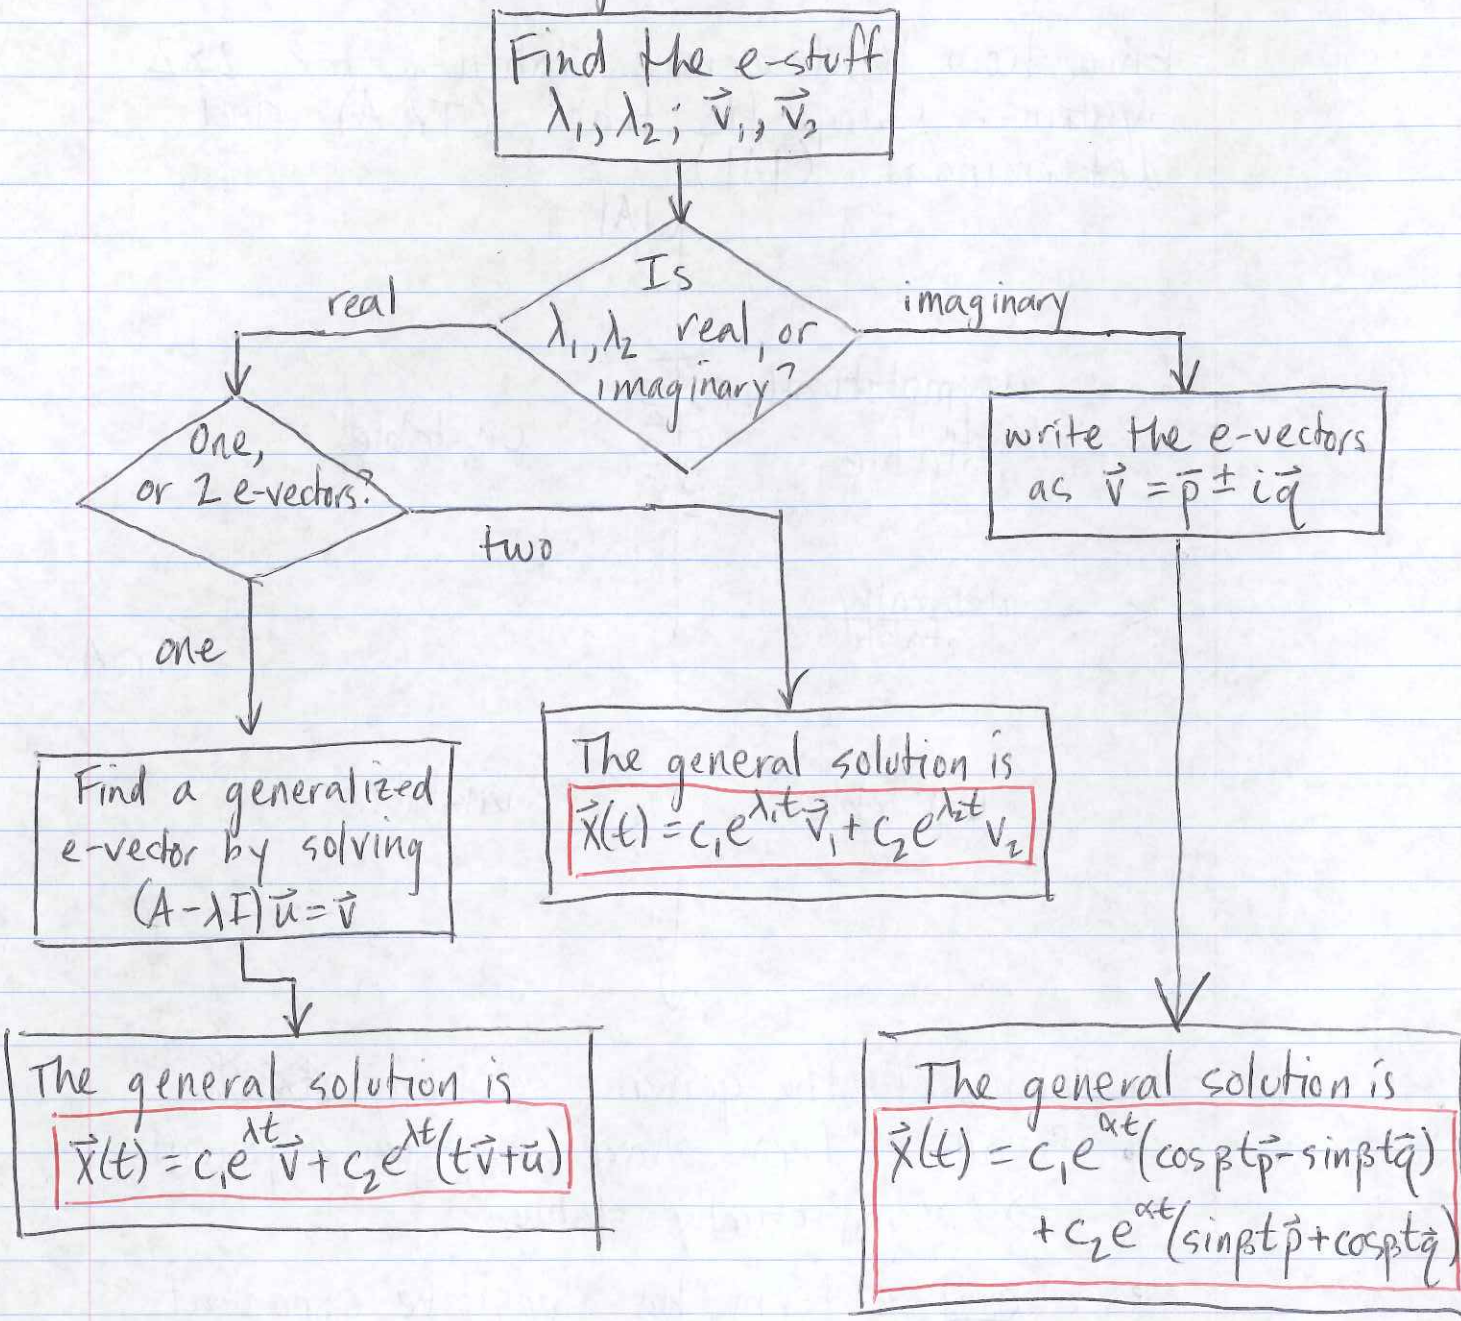 Find the e-stuff
λ₁, λ₂; v⃗₁, v⃗₂
Is
λ₁, λ₂ real, or
imaginary?
real
imaginary
One,
or 2 e-vectors?
write the e-vectors
as v⃗ = p⃗ ± i q⃗
two
one
The general solution is
x⃗(t) = c₁e^{λ₁t} v⃗₁ + c₂e^{λ₂t} v₂
Find a generalized
e-vector by solving
(A-λI)u⃗ = v⃗
The general solution is
x⃗(t) = c₁e^{λt} v⃗ + c₂e^{λt}(tv⃗+u⃗)
The general solution is
x⃗(t) = c₁e^{αt}(cosβt p⃗ - sinβt q⃗)
+ c₂e^{αt}(sinβt p⃗ + cosβt q⃗)